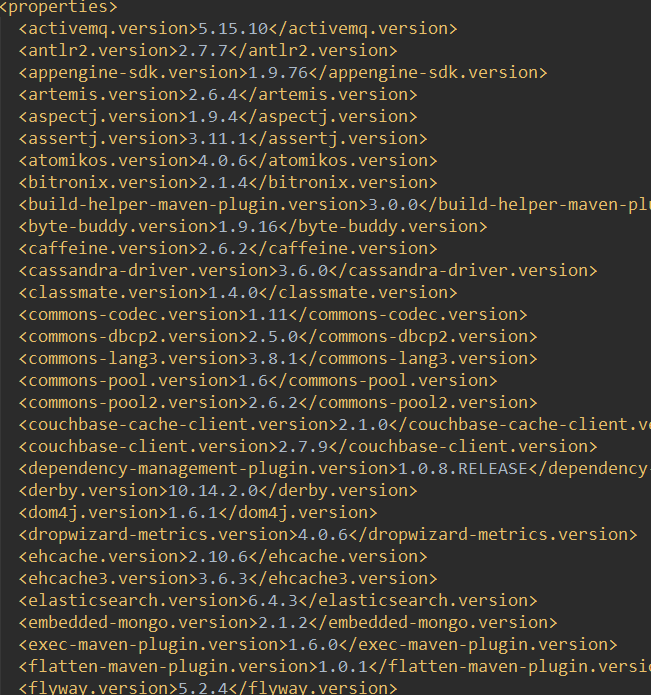 <properties>
<activemq.version>5.15.10</activemq.version>
<antlr2.version>2.7.7</antlr2.version>
<appengine-sdk.version>1.9.76</appengine-sdk.version>
<artemis.version>2.6.4</artemis.version>
<aspectj.version>1.9.4</aspectj.version>
<assertj.version>3.11.1</assertj.version>
<atomikos.version>4.0.6</atomikos.version>
<bitronix.version>2.1.4</bitronix.version>
<build-helper-maven-plugin.version>3.0.0</build-helper-maven-plu
<byte-buddy.version>1.9.16</byte-buddy.version>
<caffeine.version>2.6.2</caffeine.version>
<cassandra-driver.version>3.6.0</cassandra-driver.version>
<classmate.version>1.4.0</classmate.version>
<commons-codec.version>1.11</commons-codec.version>
<commons-dbcp2.version>2.5.0</commons-dbcp2.version>
<commons-lang3.version>3.8.1</commons-lang3.version>
<commons-pool.version>1.6</commons-pool.version>
<commons-pool2.version>2.6.2</commons-pool2.version>
<couchbase-cache-client.version>2.1.0</couchbase-cache-client.ve
<couchbase-client.version>2.7.9</couchbase-client.version>
<dependency-management-plugin.version>1.0.8.RELEASE</dependency-
<derby.version>10.14.2.0</derby.version>
<dom4j.version>1.6.1</dom4j.version>
<dropwizard-metrics.version>4.0.6</dropwizard-metrics.version>
<ehcache.version>2.10.6</ehcache.version>
<ehcache3.version>3.6.3</ehcache3.version>
<elasticsearch.version>6.4.3</elasticsearch.version>
<embedded-mongo.version>2.1.2</embedded-mongo.version>
<exec-maven-plugin.version>1.6.0</exec-maven-plugin.version>
<flatten-maven-plugin.version>1.0.1</flatten-maven-plugin.versio
<flyway.version>5.2.4</flyway.version>